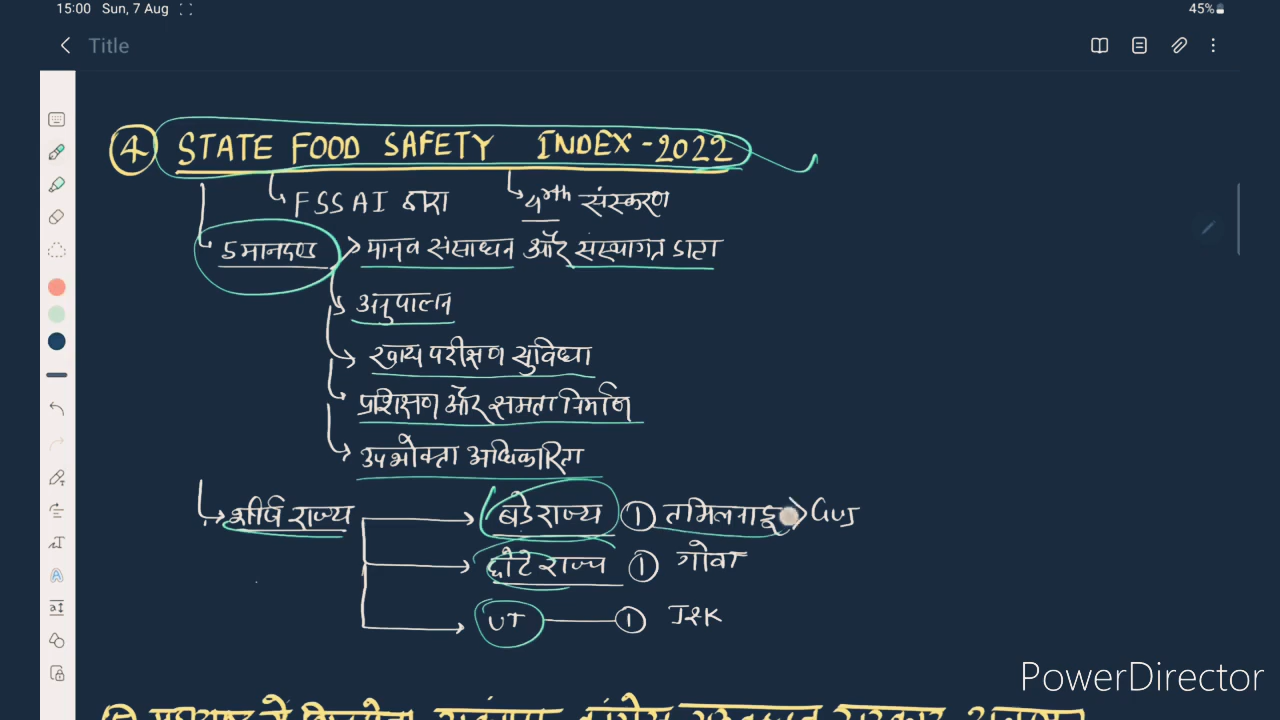 15:00 Sun, 7 Aug
45%
Title
④ STATE FOOD SAFETY INDEX-2022
FSSAI द्वारा 4rth संस्करण
5 मानदण्ड > मानव संसाधन और संस्थागत डाटा
अनुपालन
खाद्य परीक्षण सुविधा
प्रशिक्षण और क्षमता निर्माण
उपभोक्ता अधिकारिता
शीर्ष राज्य बडे राज्य ① तमिलनाडू > GUJ
छोटे राज्य ① गोवा
UT ① J&K
PowerDirector